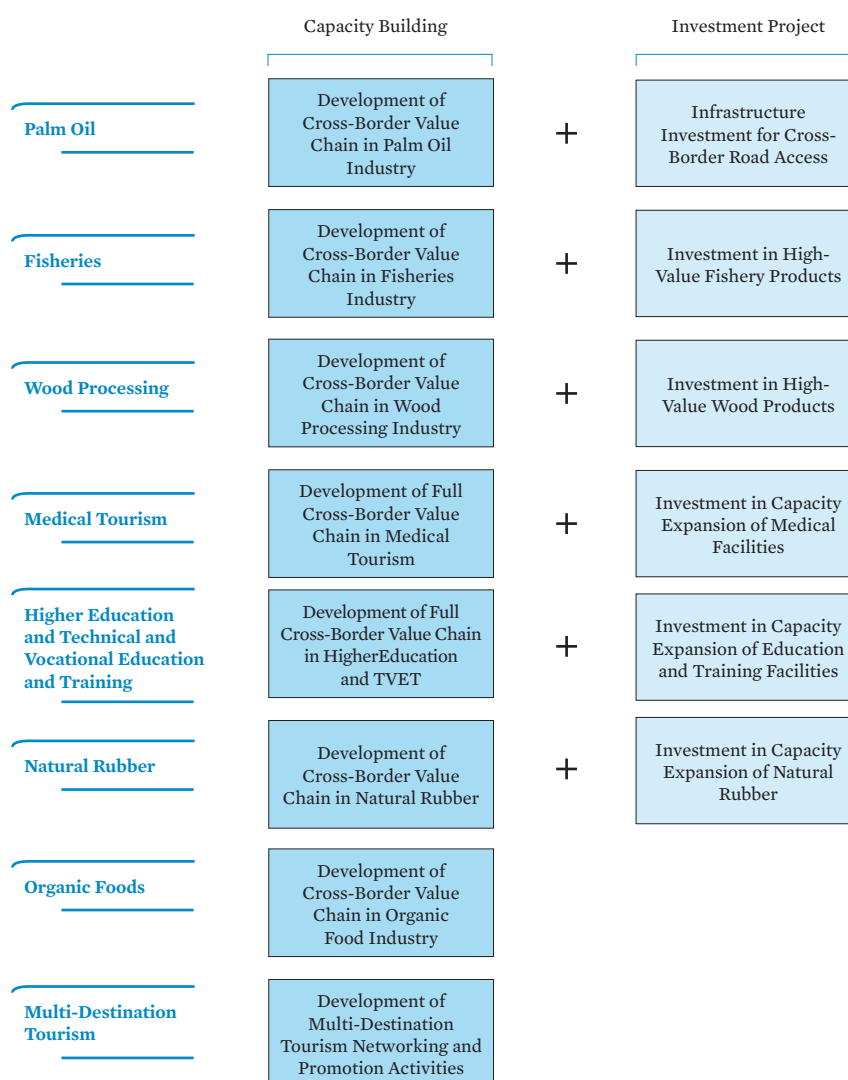 Capacity Building
Investment Project
Palm Oil
Development of
Cross-Border Value
Chain in Palm Oil
Industry
+
Infrastructure
Investment for Cross-
Border Road Access
Fisheries
Development of
Cross-Border Value
Chain in Fisheries
Industry
+
Investment in High-
Value Fishery Products
Wood Processing
Development of
Cross-Border Value
Chain in Wood
Processing Industry
+
Investment in High-
Value Wood Products
Medical Tourism
Development of Full
Cross-Border Value
Chain in Medical
Tourism
+
Investment in Capacity
Expansion of Medical
Facilities
Higher Education
and Technical and
Vocational Education
and Training
Development of Full
Cross-Border Value Chain
in HigherEducation
and TVET
+
Investment in Capacity
Expansion of Education
and Training Facilities
Natural Rubber
Development of
Cross-Border Value
Chain in Natural Rubber
+
Investment in Capacity
Expansion of Natural
Rubber
Organic Foods
Development of
Cross-Border Value
Chain in Organic
Food Industry
Multi-Destination
Tourism
Development of
Multi-Destination
Tourism Networking and
Promotion Activities